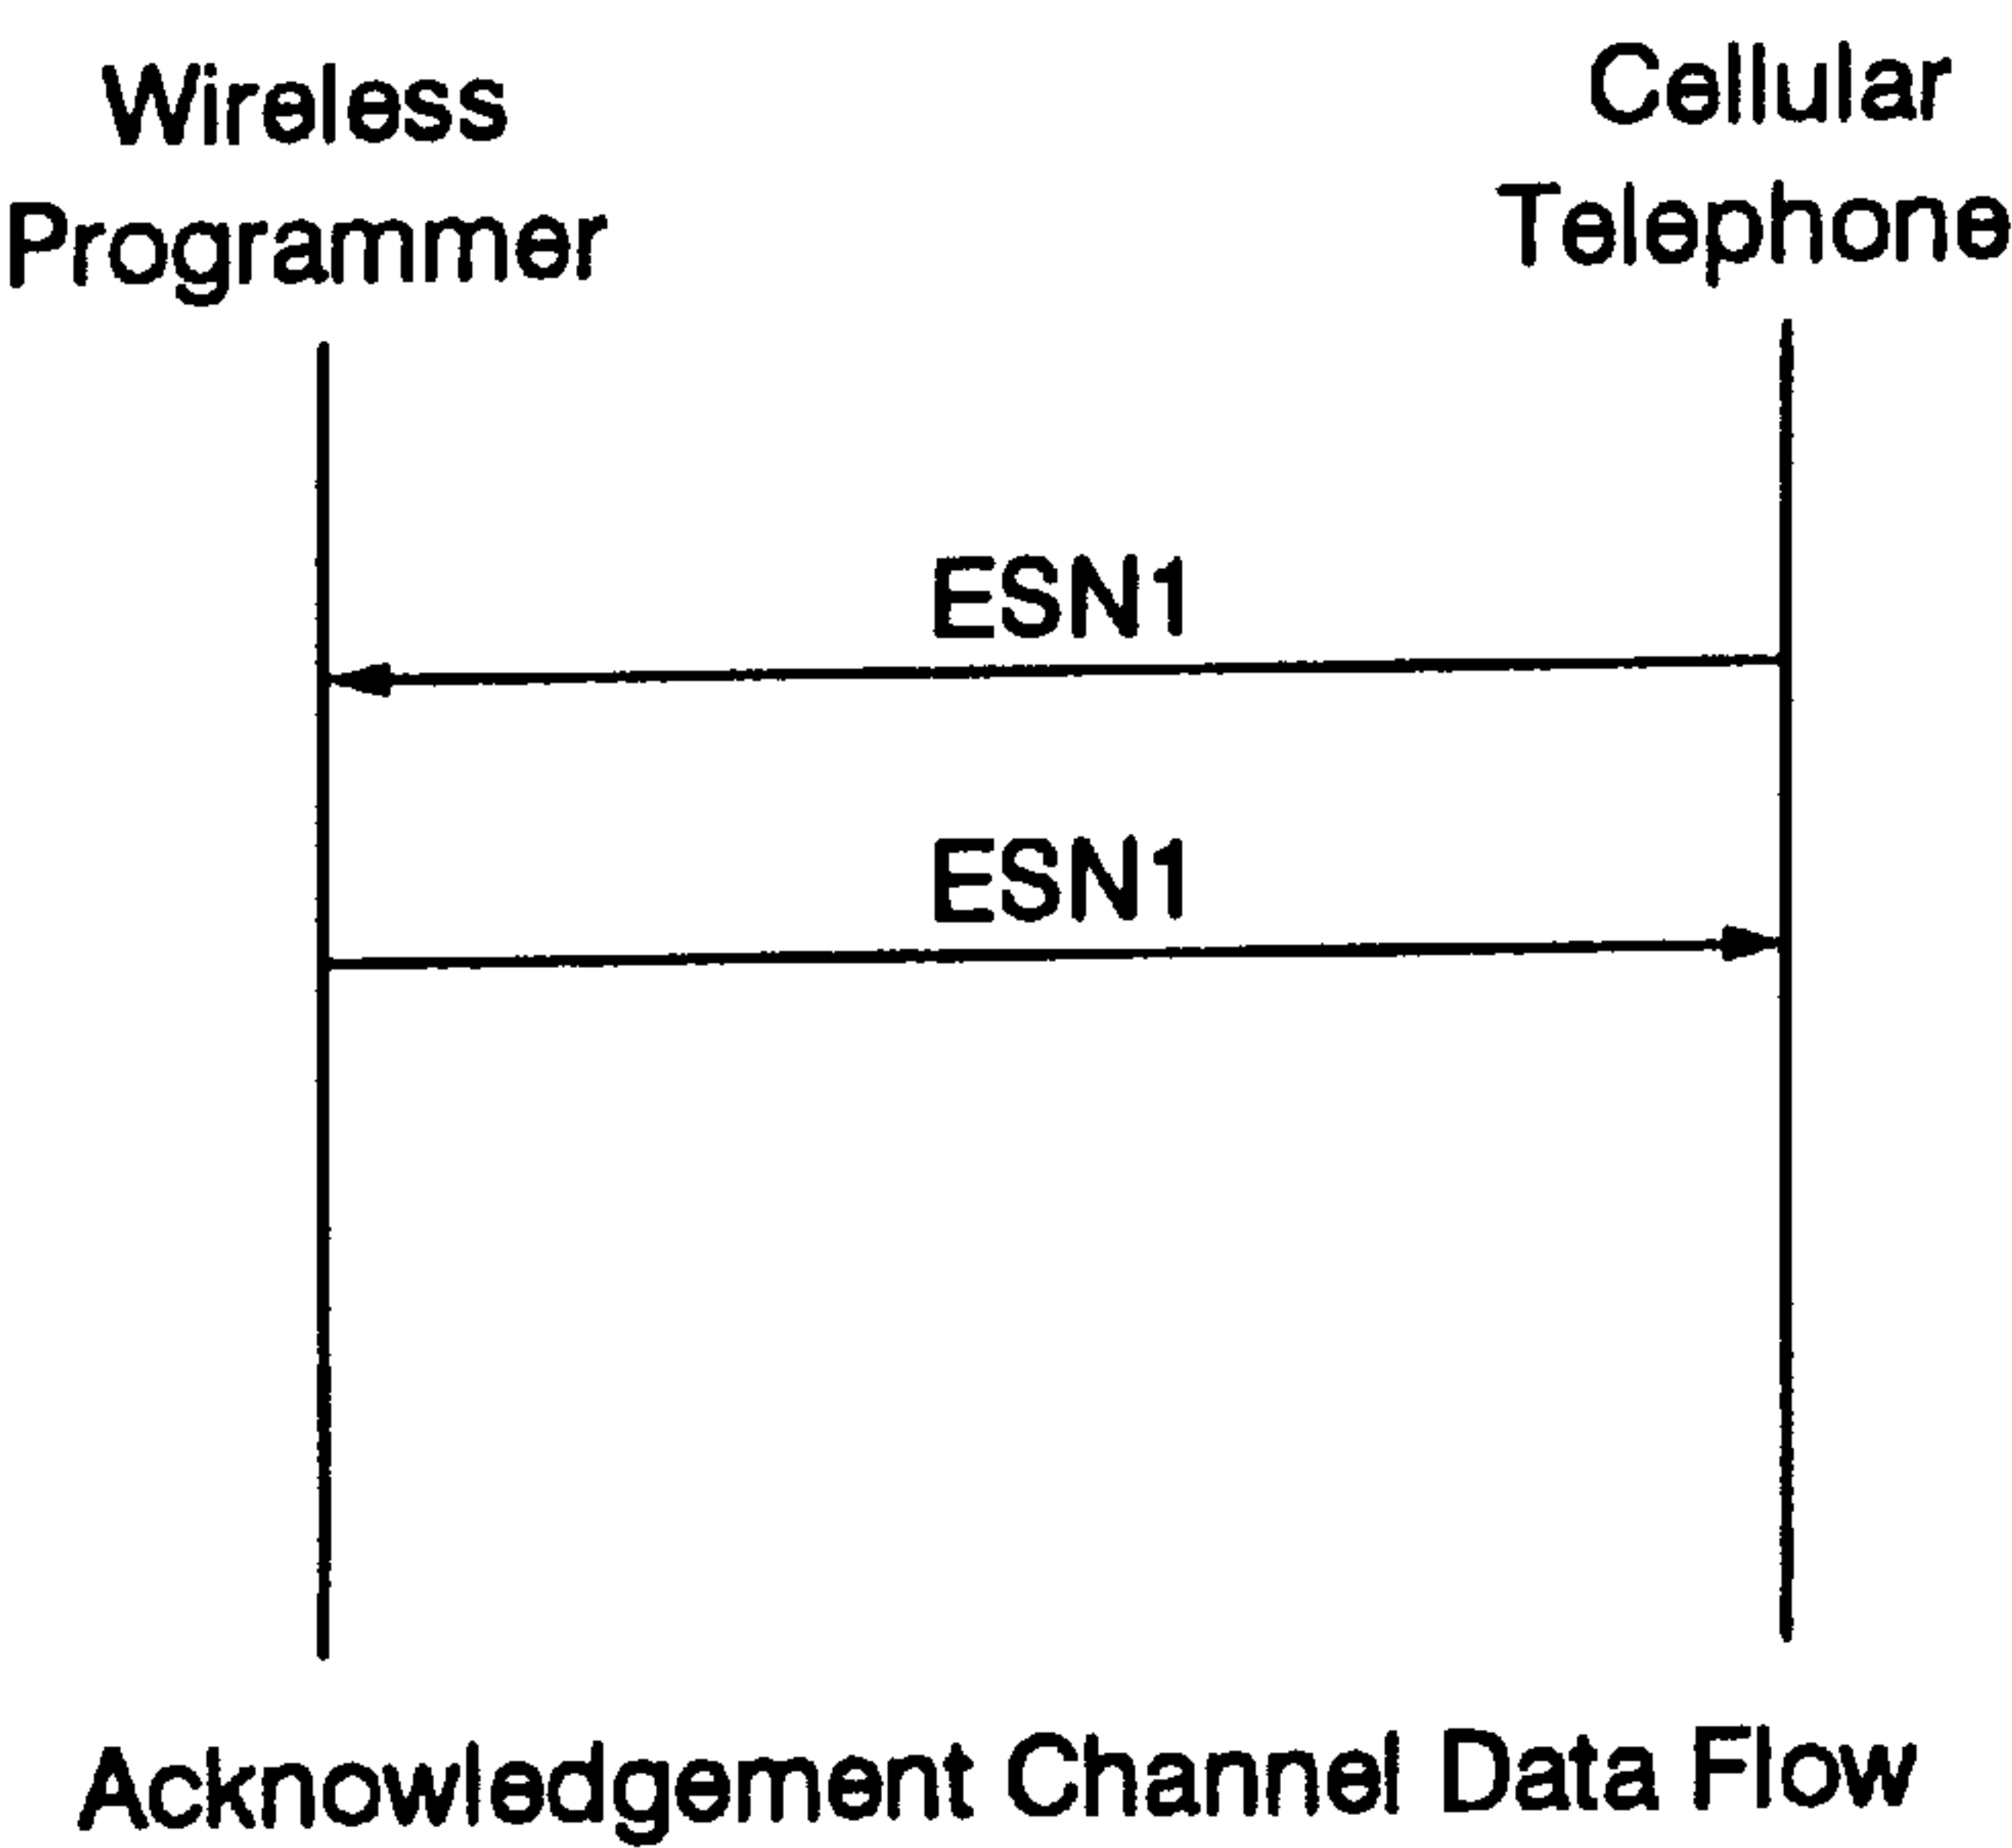 Wireless
Programmer
Cellular
Telephone
ESN1
ESN1
Acknowledgement Channel Data Flow